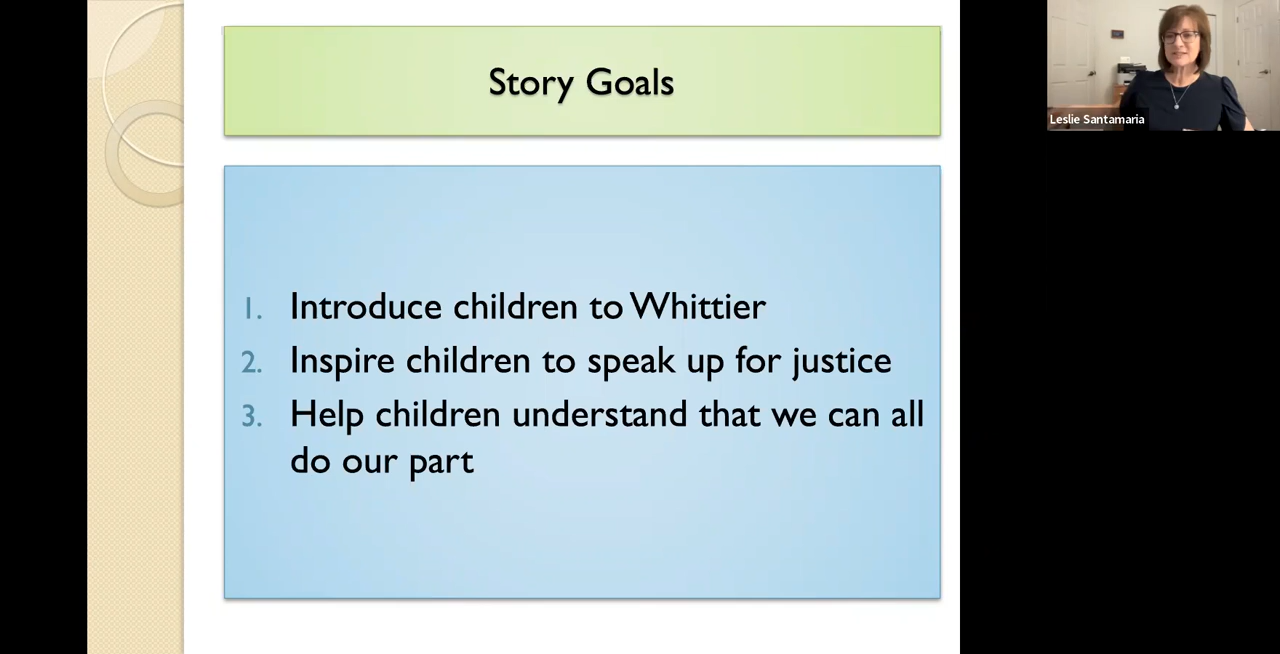 Story Goals
1. Introduce children to Whittier
2. Inspire children to speak up for justice
3. Help children understand that we can all
do our part
Leslie Santamaria